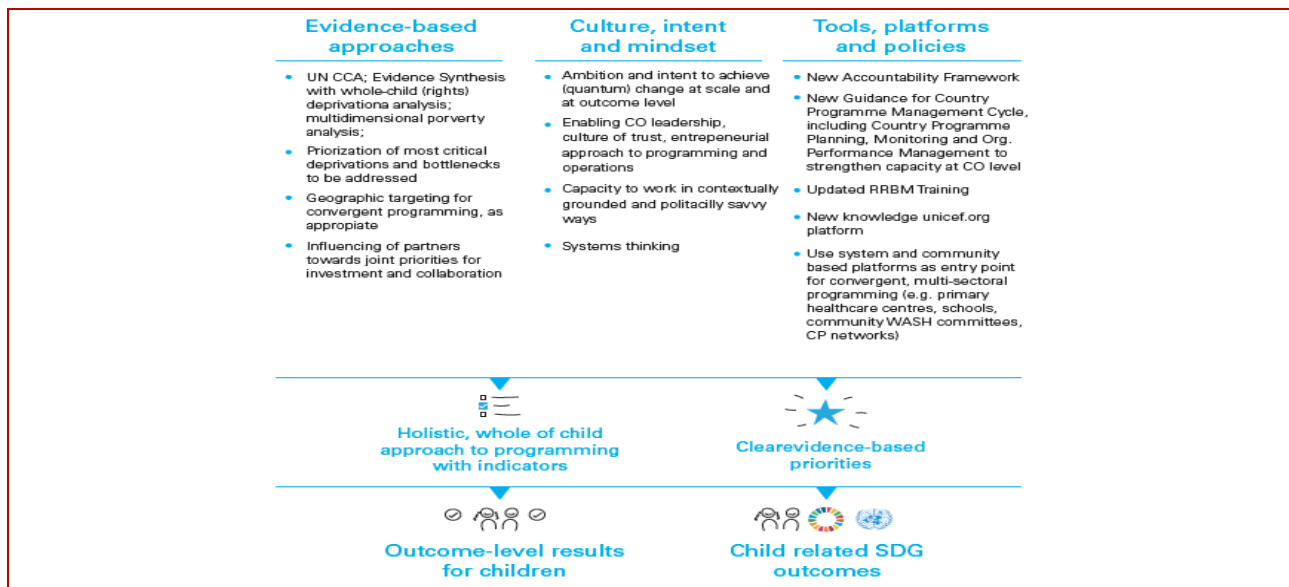 Evidence-based
approaches
• UN CCA; Evidence Synthesis
with whole-child (rights)
deprivationa analysis;
multidimensional porverty
analysis;
• Priorization of most critical
deprivations and bottlenecks
to be addressed
• Geographic targeting for
convergent programming, as
appropiate
• Influencing of partners
towards joint priorities for
investment and collaboration
Culture, intent
and mindset
• Ambition and intent to achieve
(quantum) change at scale and
at outcome level
• Enabling CO leadership,
culture of trust, entrepeneurial
approach to programming and
operations
• Capacity to work in contextually
grounded and politacilly savvy
ways
• Systems thinking
Tools, platforms
and policies
• New Accountability Framework
• New Guidance for Country
Programme Management Cycle,
including Country Programme
Planning, Monitoring and Org.
Performance Management to
strengthen capacity at CO level
• Updated RRBM Training
• New knowledge unicef.org
platform
• Use system and community
based platforms as entry point
for convergent, multi-sectoral
programming (e.g. primary
healthcare centres, schools,
community WASH committees,
CP networks)
Holistic, whole of child
approach to programming
with indicators
Clearevidence-based
priorities
Outcome-level results
for children
Child related SDG
outcomes